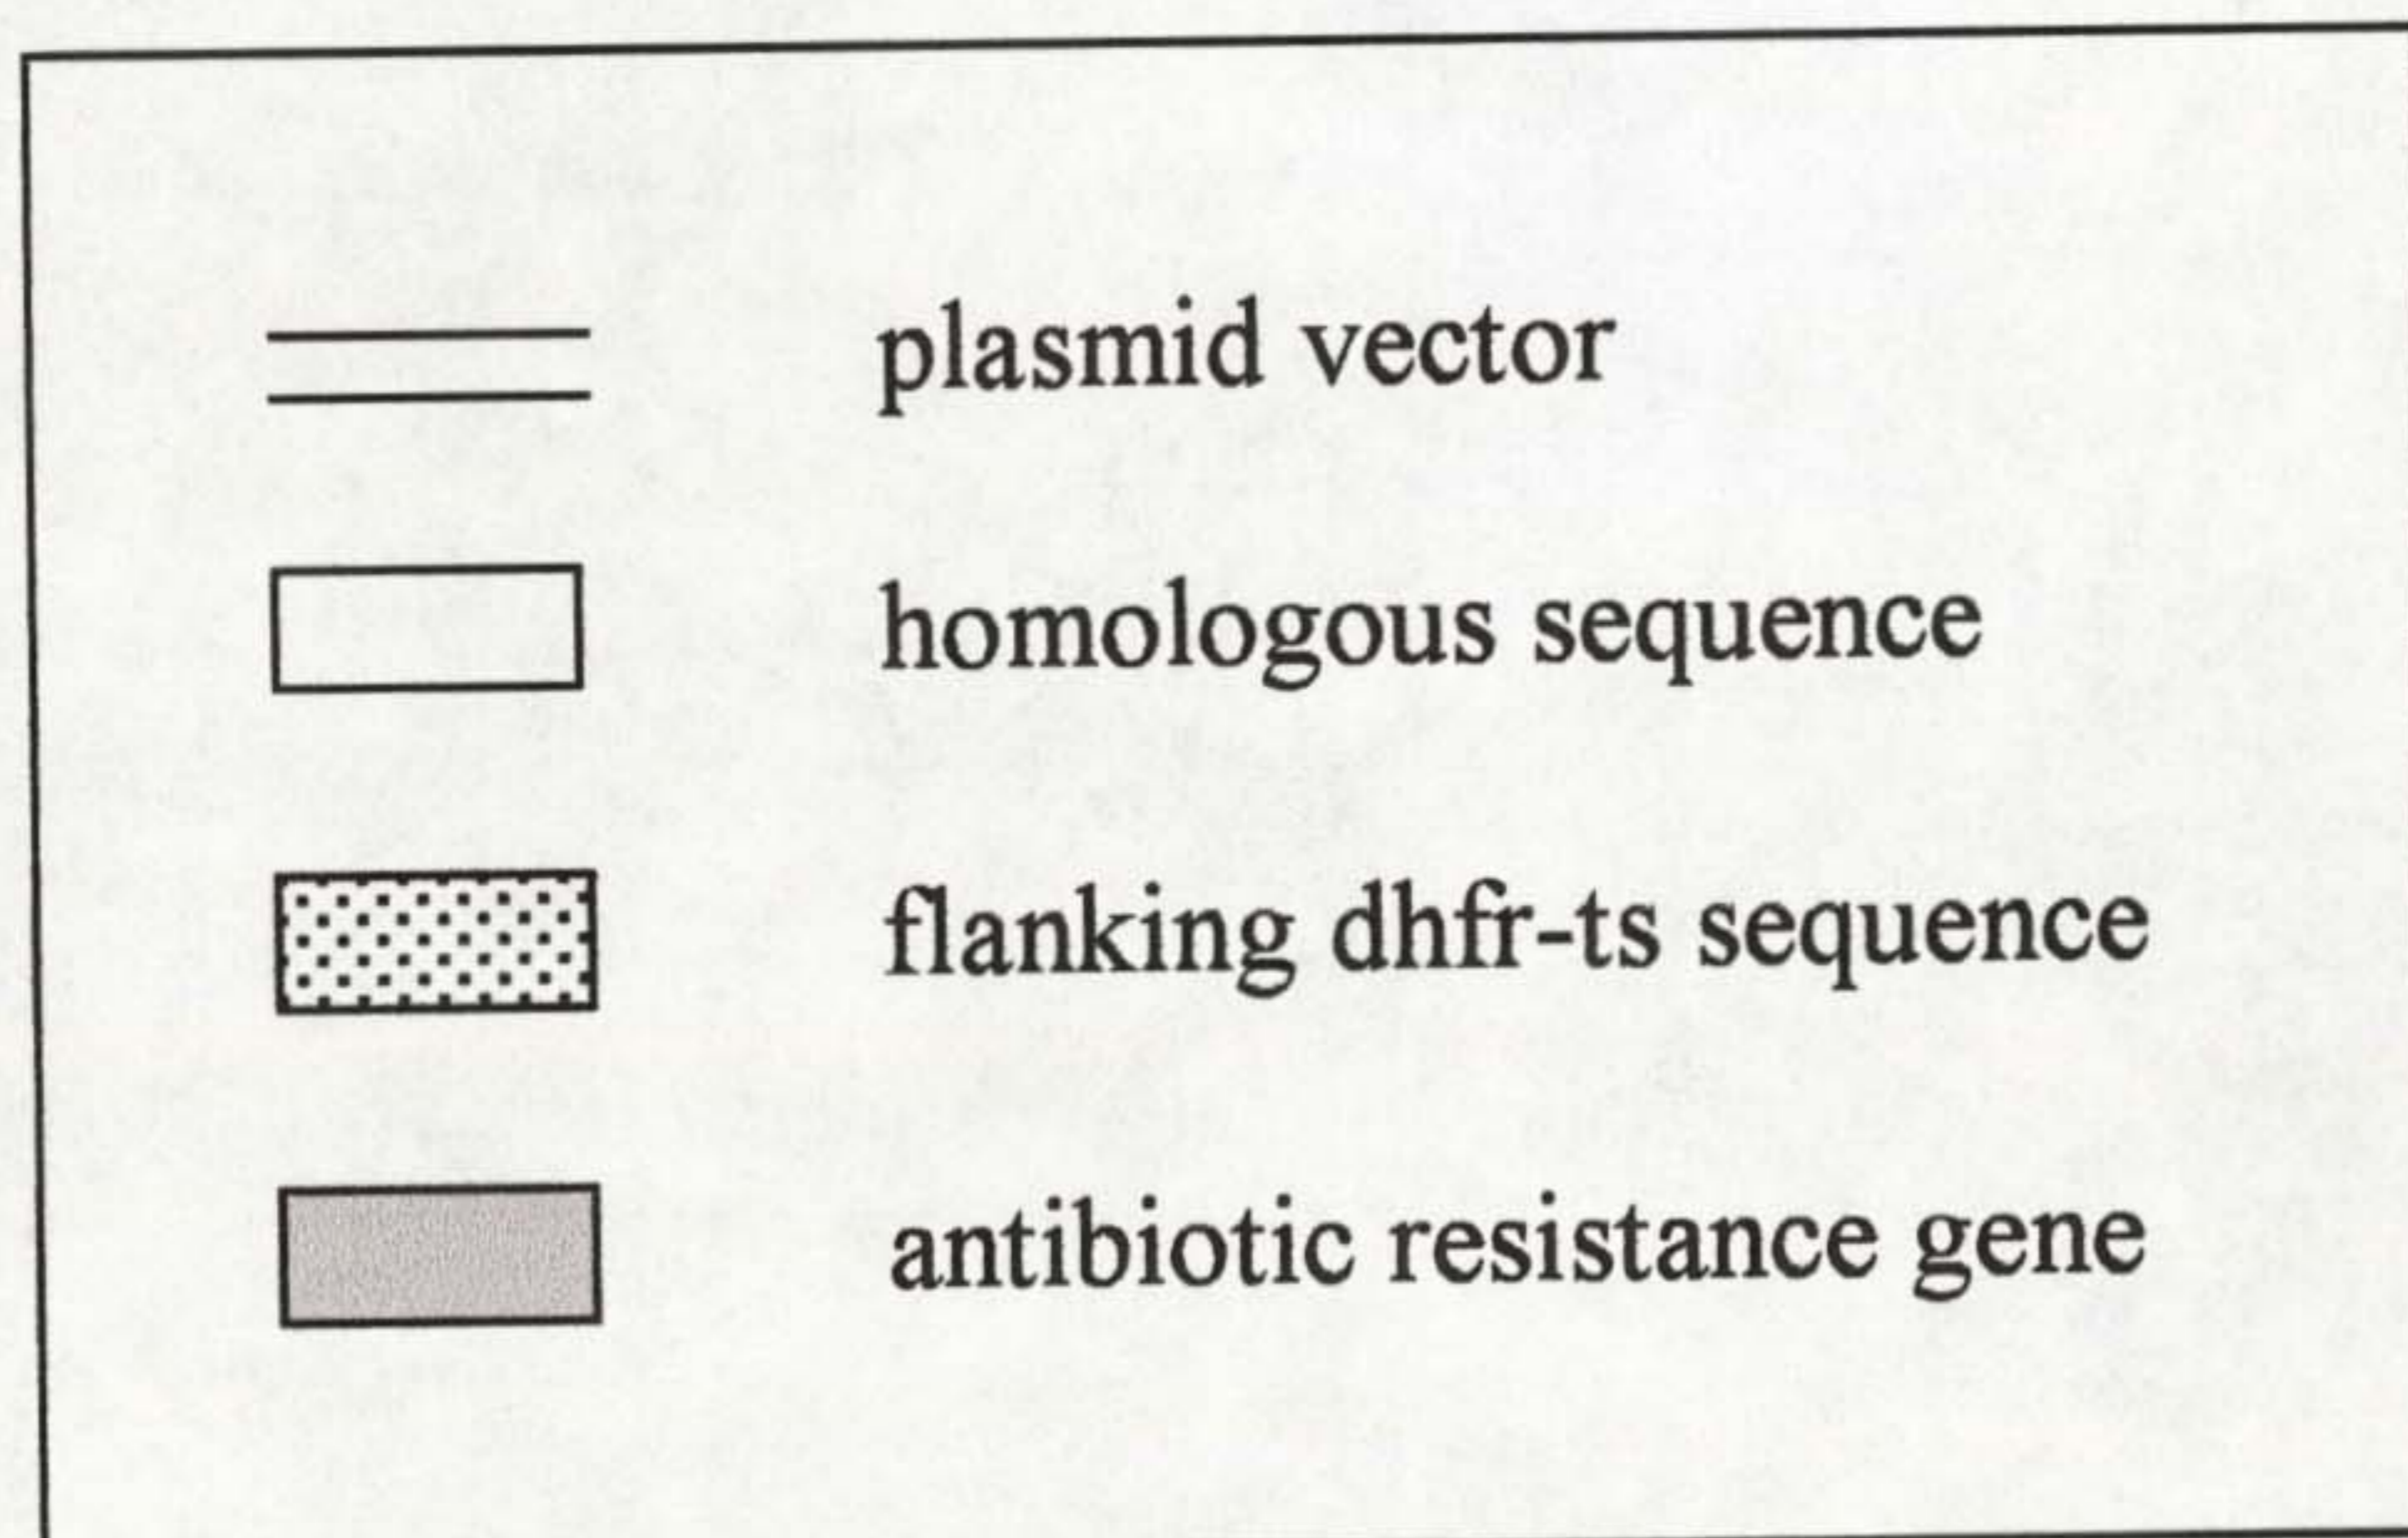 plasmid vector
homologous sequence
flanking dhfr-ts sequence
antibiotic resistance gene